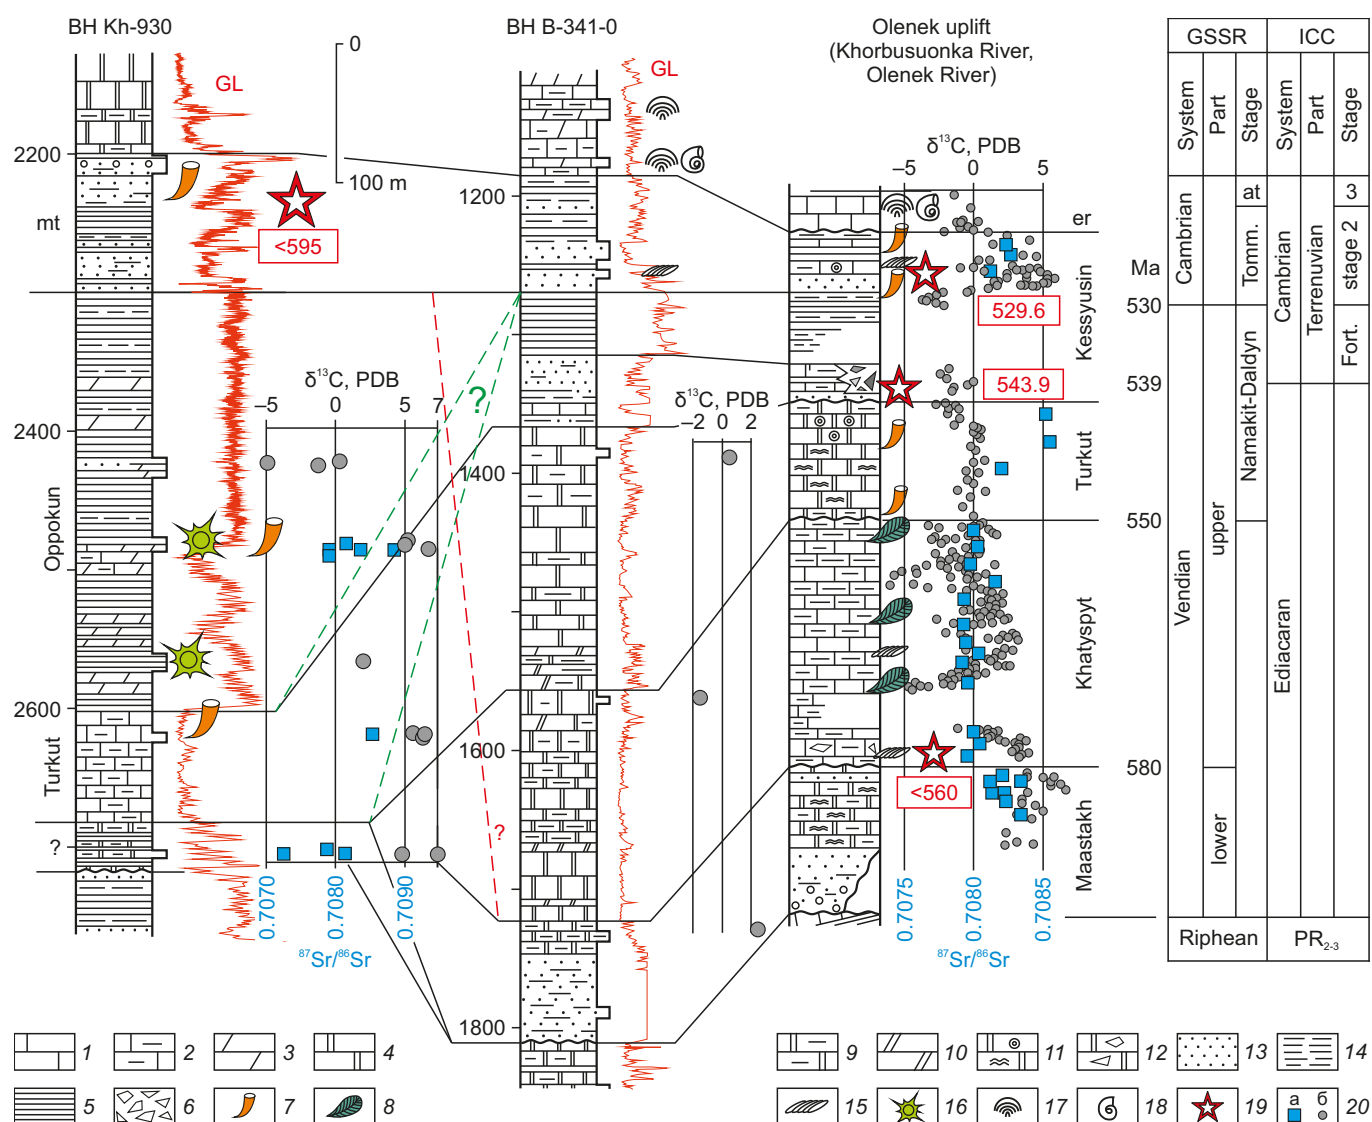 BH Kh-930
BH B-341-0
Olenek uplift
(Khorbusuonka River,
Olenek River)
GSSR
ICC
System
Part
Stage
System
Part
Stage
GL
0
100 m
GL
δ¹³C, PDB
−5
0
5
2200
mt
2400
Oppokun
2600
Turkut
?
<595
δ¹³C, PDB
−5
0
5
7
?
?
0.7070
0.7080
0.7090
⁸⁷Sr/⁸⁶Sr
1200
1400
1600
1800
δ¹³C, PDB
−2
0
2
529.6
543.9
<560
0.7075
0.7080
0.7085
⁸⁷Sr/⁸⁶Sr
er
Kessyusin
Turkut
Khatyspyt
Maastakh
Ma
530
539
550
580
Cambrian
at
Tomm.
Vendian
upper
lower
Namakit-Daldyn
Riphean
Cambrian
Terrenuvian
3
stage 2
Fort.
Ediacaran
PR₂₋₃
1
2
3
4
9
10
11
12
13
14
5
6
7
8
15
16
17
18
19
а
б
20